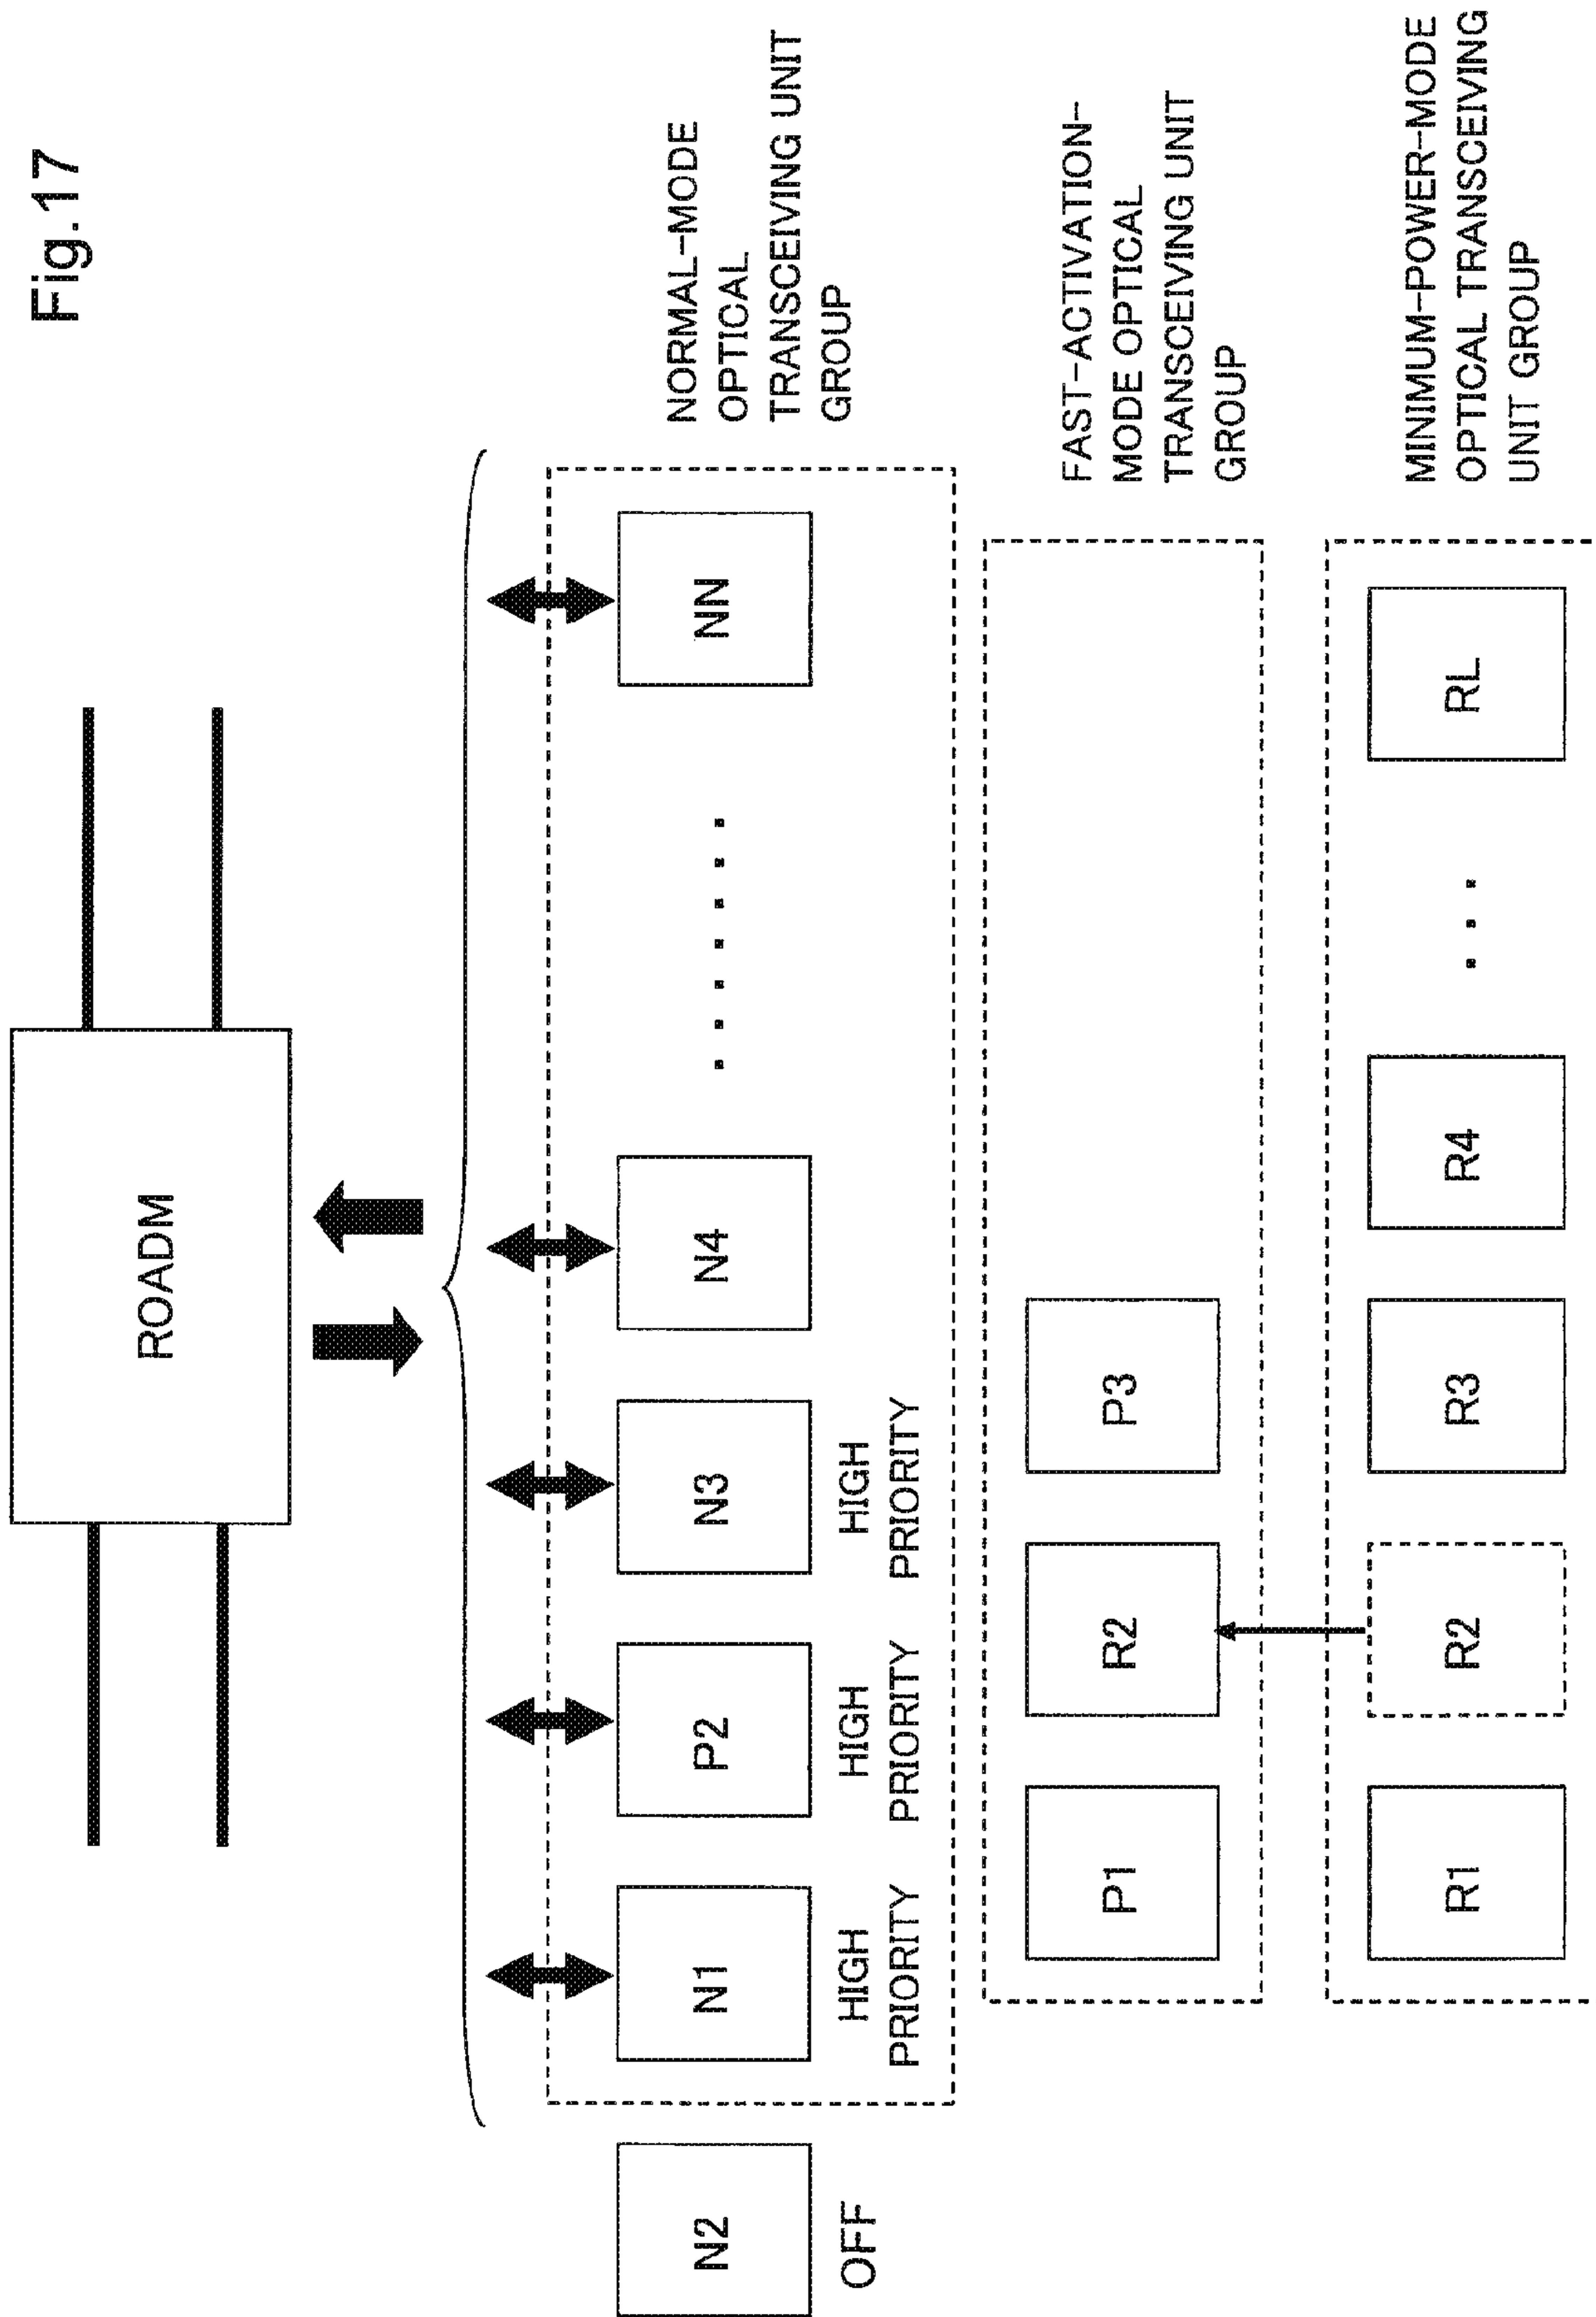 Fig.17
ROADM
N2
N1
P2
N3
N4
NN
NORMAL-MODE
OPTICAL
TRANSCEIVING UNIT
GROUP
OFF
HIGH
PRIORITY
HIGH
PRIORITY
HIGH
PRIORITY
P1
R2
P3
FAST-ACTIVATION-
MODE OPTICAL
TRANSCEIVING UNIT
GROUP
R1
R2
R3
R4
RL
MINIMUM-POWER-MODE
OPTICAL TRANSCEIVING
UNIT GROUP